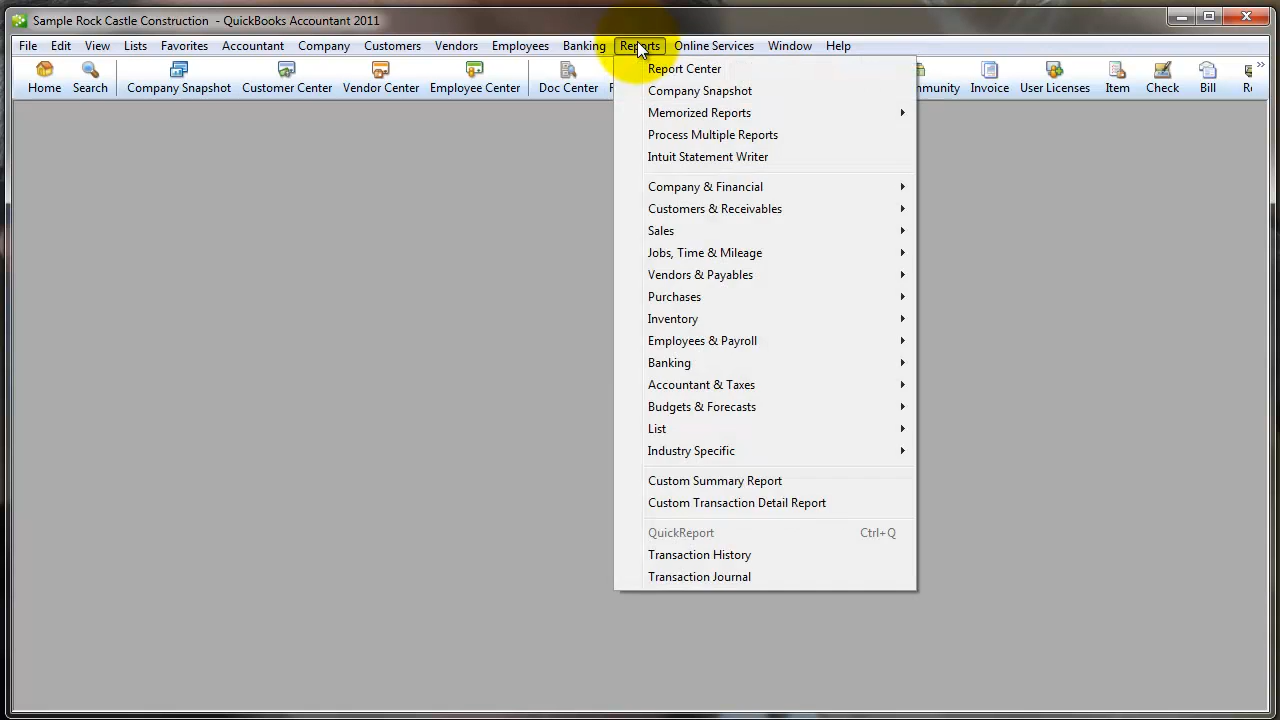 Sample Rock Castle Construction - QuickBooks Accountant 2011
File Edit View Lists Favorites Accountant Company Customers Vendors Employees Banking Reports Online Services Window Help
Home Search Company Snapshot Customer Center Vendor Center Employee Center Doc Center Invoice User Licenses Item Check Bill
Report Center
Company Snapshot
Memorized Reports
Process Multiple Reports
Intuit Statement Writer
Company & Financial
Customers & Receivables
Sales
Jobs, Time & Mileage
Vendors & Payables
Purchases
Inventory
Employees & Payroll
Banking
Accountant & Taxes
Budgets & Forecasts
List
Industry Specific
Custom Summary Report
Custom Transaction Detail Report
QuickReport Ctrl+Q
Transaction History
Transaction Journal